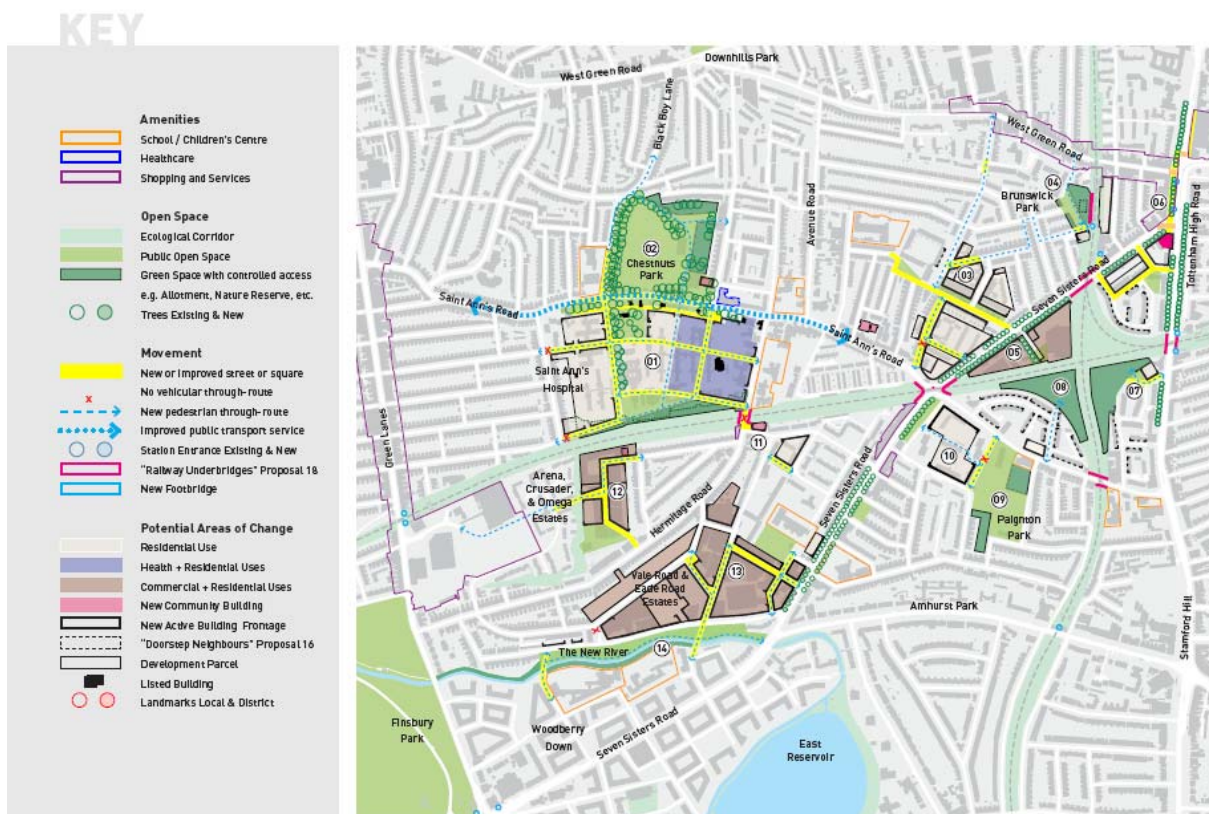 KEY
Amenities
School / Children's Centre
Healthcare
Shopping and Services
Open Space
Ecological Corridor
Public Open Space
Green Space with controlled access
e.g. Allotment, Nature Reserve, etc.
Trees Existing & New
Movement
New or improved street or square
x
No vehicular through-route
New pedestrian through-route
Improved public transport service
Station Entrance Existing & New
"Railway Underbridges" Proposal 18
New Footbridge
Potential Areas of Change
Residential Use
Health + Residential Uses
Commercial + Residential Uses
New Community Building
New Active Building Frontage
"Doorstep Neighbours" Proposal 16
Development Parcel
Listed Building
Landmarks Local & District
Downhills Park
West Green Road
Black Boy Lane
West Green Road
04
Brunswick
Park
06
Tottenham High Road
Avenue Road
02
Chestnuts
Park
03
Seven Sisters Road
Saint Ann's Road
Saint Ann's Road
01
Saint Ann's
Hospital
05
08
07
Green Lanes
11
10
09
Paignton
Park
Arena,
Crusader,
& Omega
Estates
12
Hermitage Road
Seven Sisters Road
13
Vale Road &
Eade Road
Estates
Amhurst Park
Stamford Hill
The New River
14
Finsbury
Park
Woodberry
Down
Seven Sisters Road
East
Reservoir